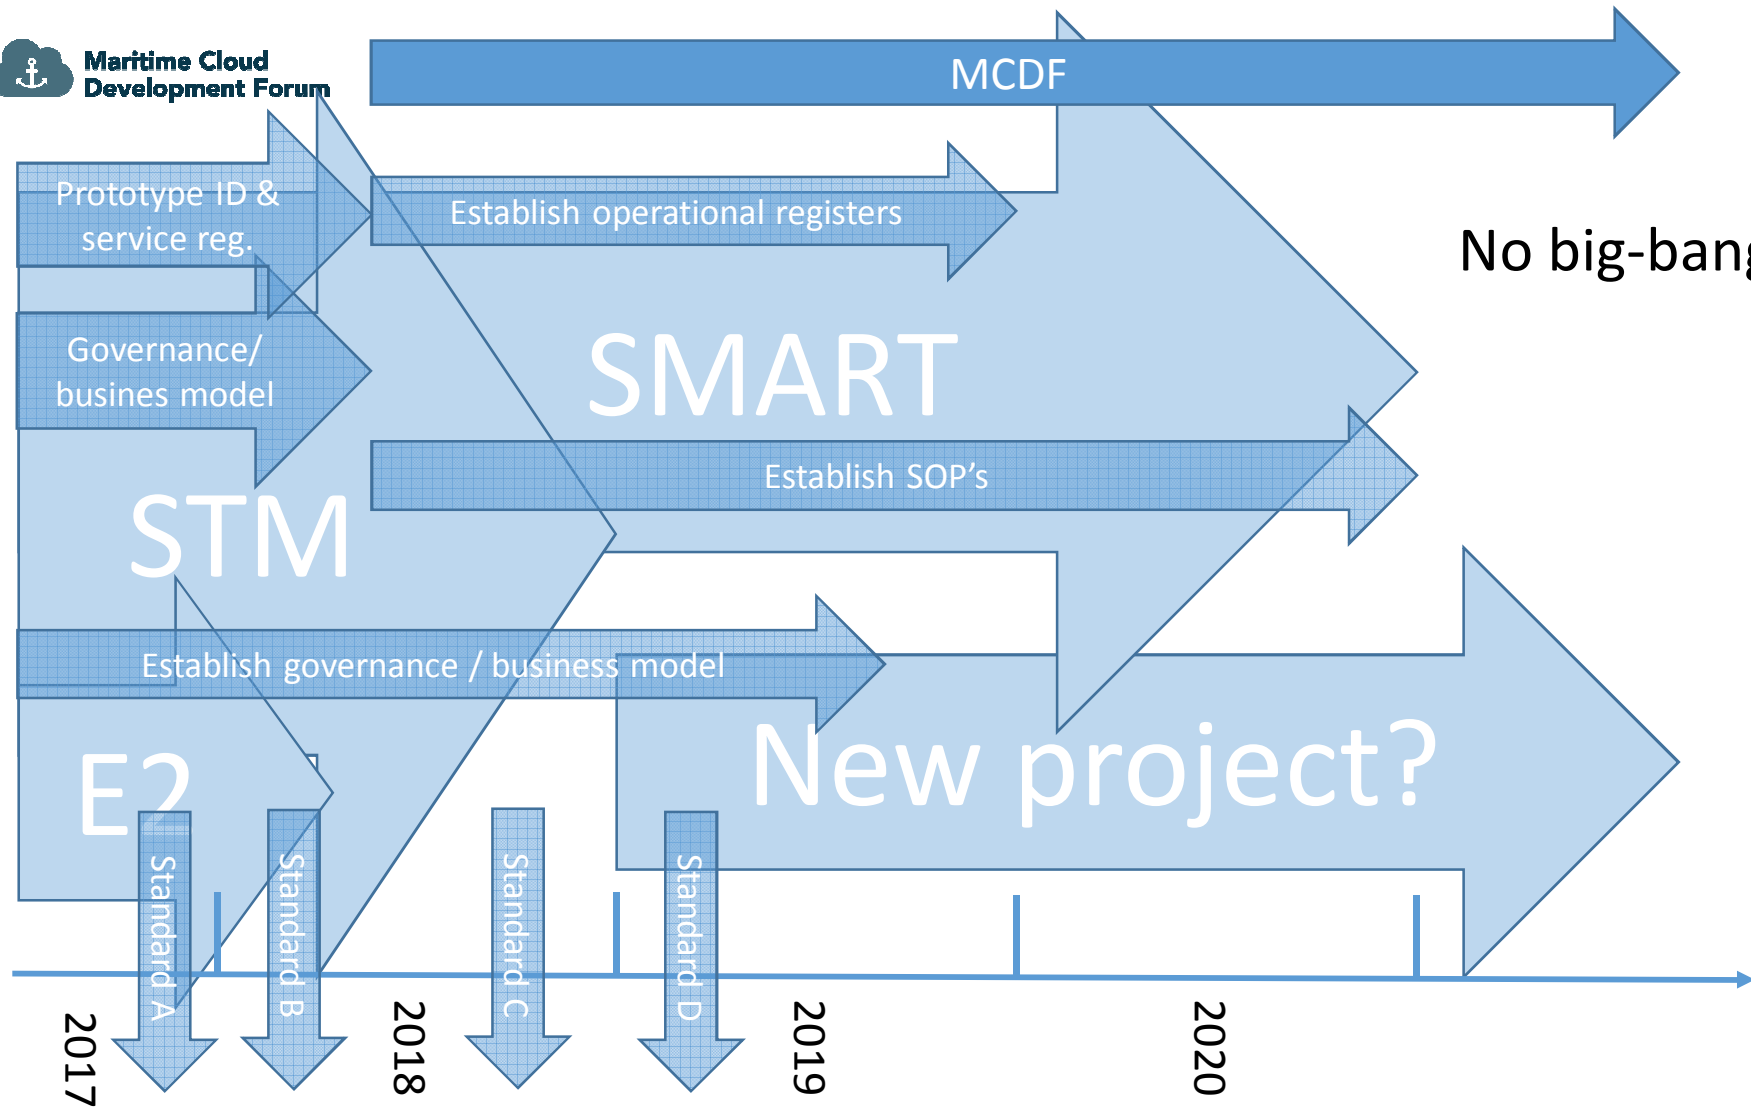 Maritime Cloud
Development Forum
MCDF
Prototype ID &
service reg.
Establish operational registers
No big-bang
Governance/
busines model
SMART
Establish SOP’s
STM
Establish governance / business model
E2
New project?
Standard A
Standard B
Standard C
Standard D
2017
2018
2019
2020